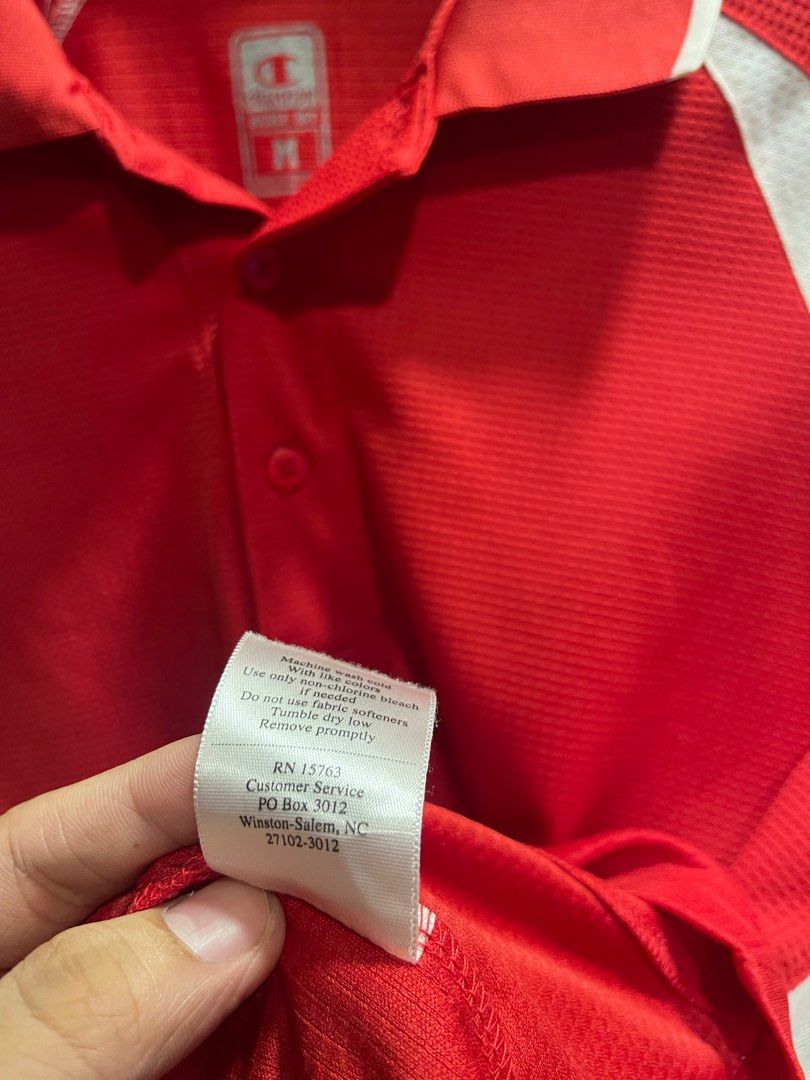 M
Machine wash cold
With like colors
Use only non-chlorine bleach
if needed
Do not use fabric softeners
Tumble dry low
Remove promptly
RN 15763
Customer Service
PO Box 3012
Winston-Salem, NC
27102-3012